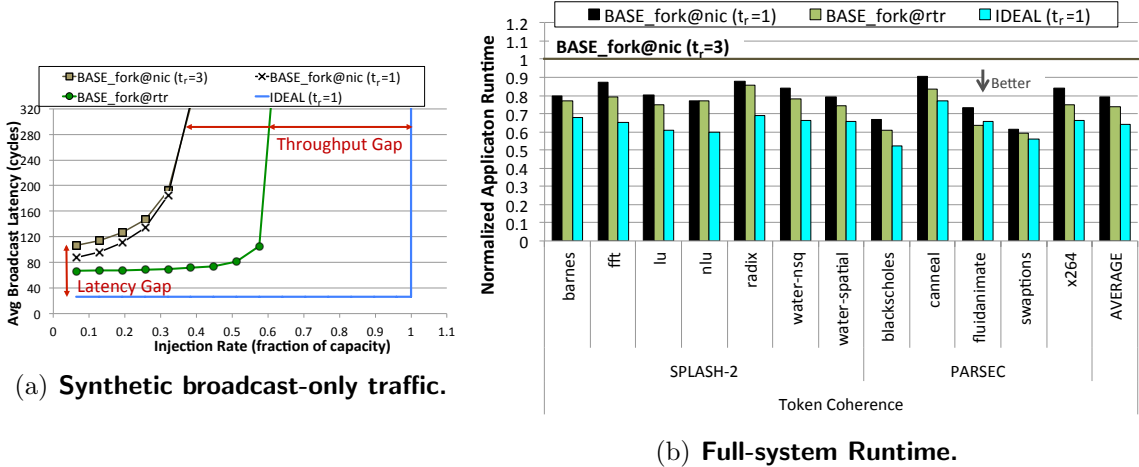 BASE_fork@nic (t_r=3)
BASE_fork@nic (t_r=1)
BASE_fork@rtr
IDEAL (t_r=1)
Avg Broadcast Latency (cycles)
320
280
240
200
160
120
80
40
0
Throughput Gap
Latency Gap
0 0.1 0.2 0.3 0.4 0.5 0.6 0.7 0.8 0.9 1 1.1
Injection Rate (fraction of capacity)
(a) Synthetic broadcast-only traffic.
BASE_fork@nic (t_r=1)
BASE_fork@rtr
IDEAL (t_r=1)
Normalized Applicaton Runtime
1.2
1.1
1
0.9
0.8
0.7
0.6
0.5
0.4
0.3
0.2
0.1
0
BASE_fork@nic (t_r=3)
Better
barnes
fft
lu
nlu
radix
water-nsq
water-spatial
blackscholes
canneal
fluidanimate
swaptions
x264
AVERAGE
SPLASH-2
PARSEC
Token Coherence
(b) Full-system Runtime.